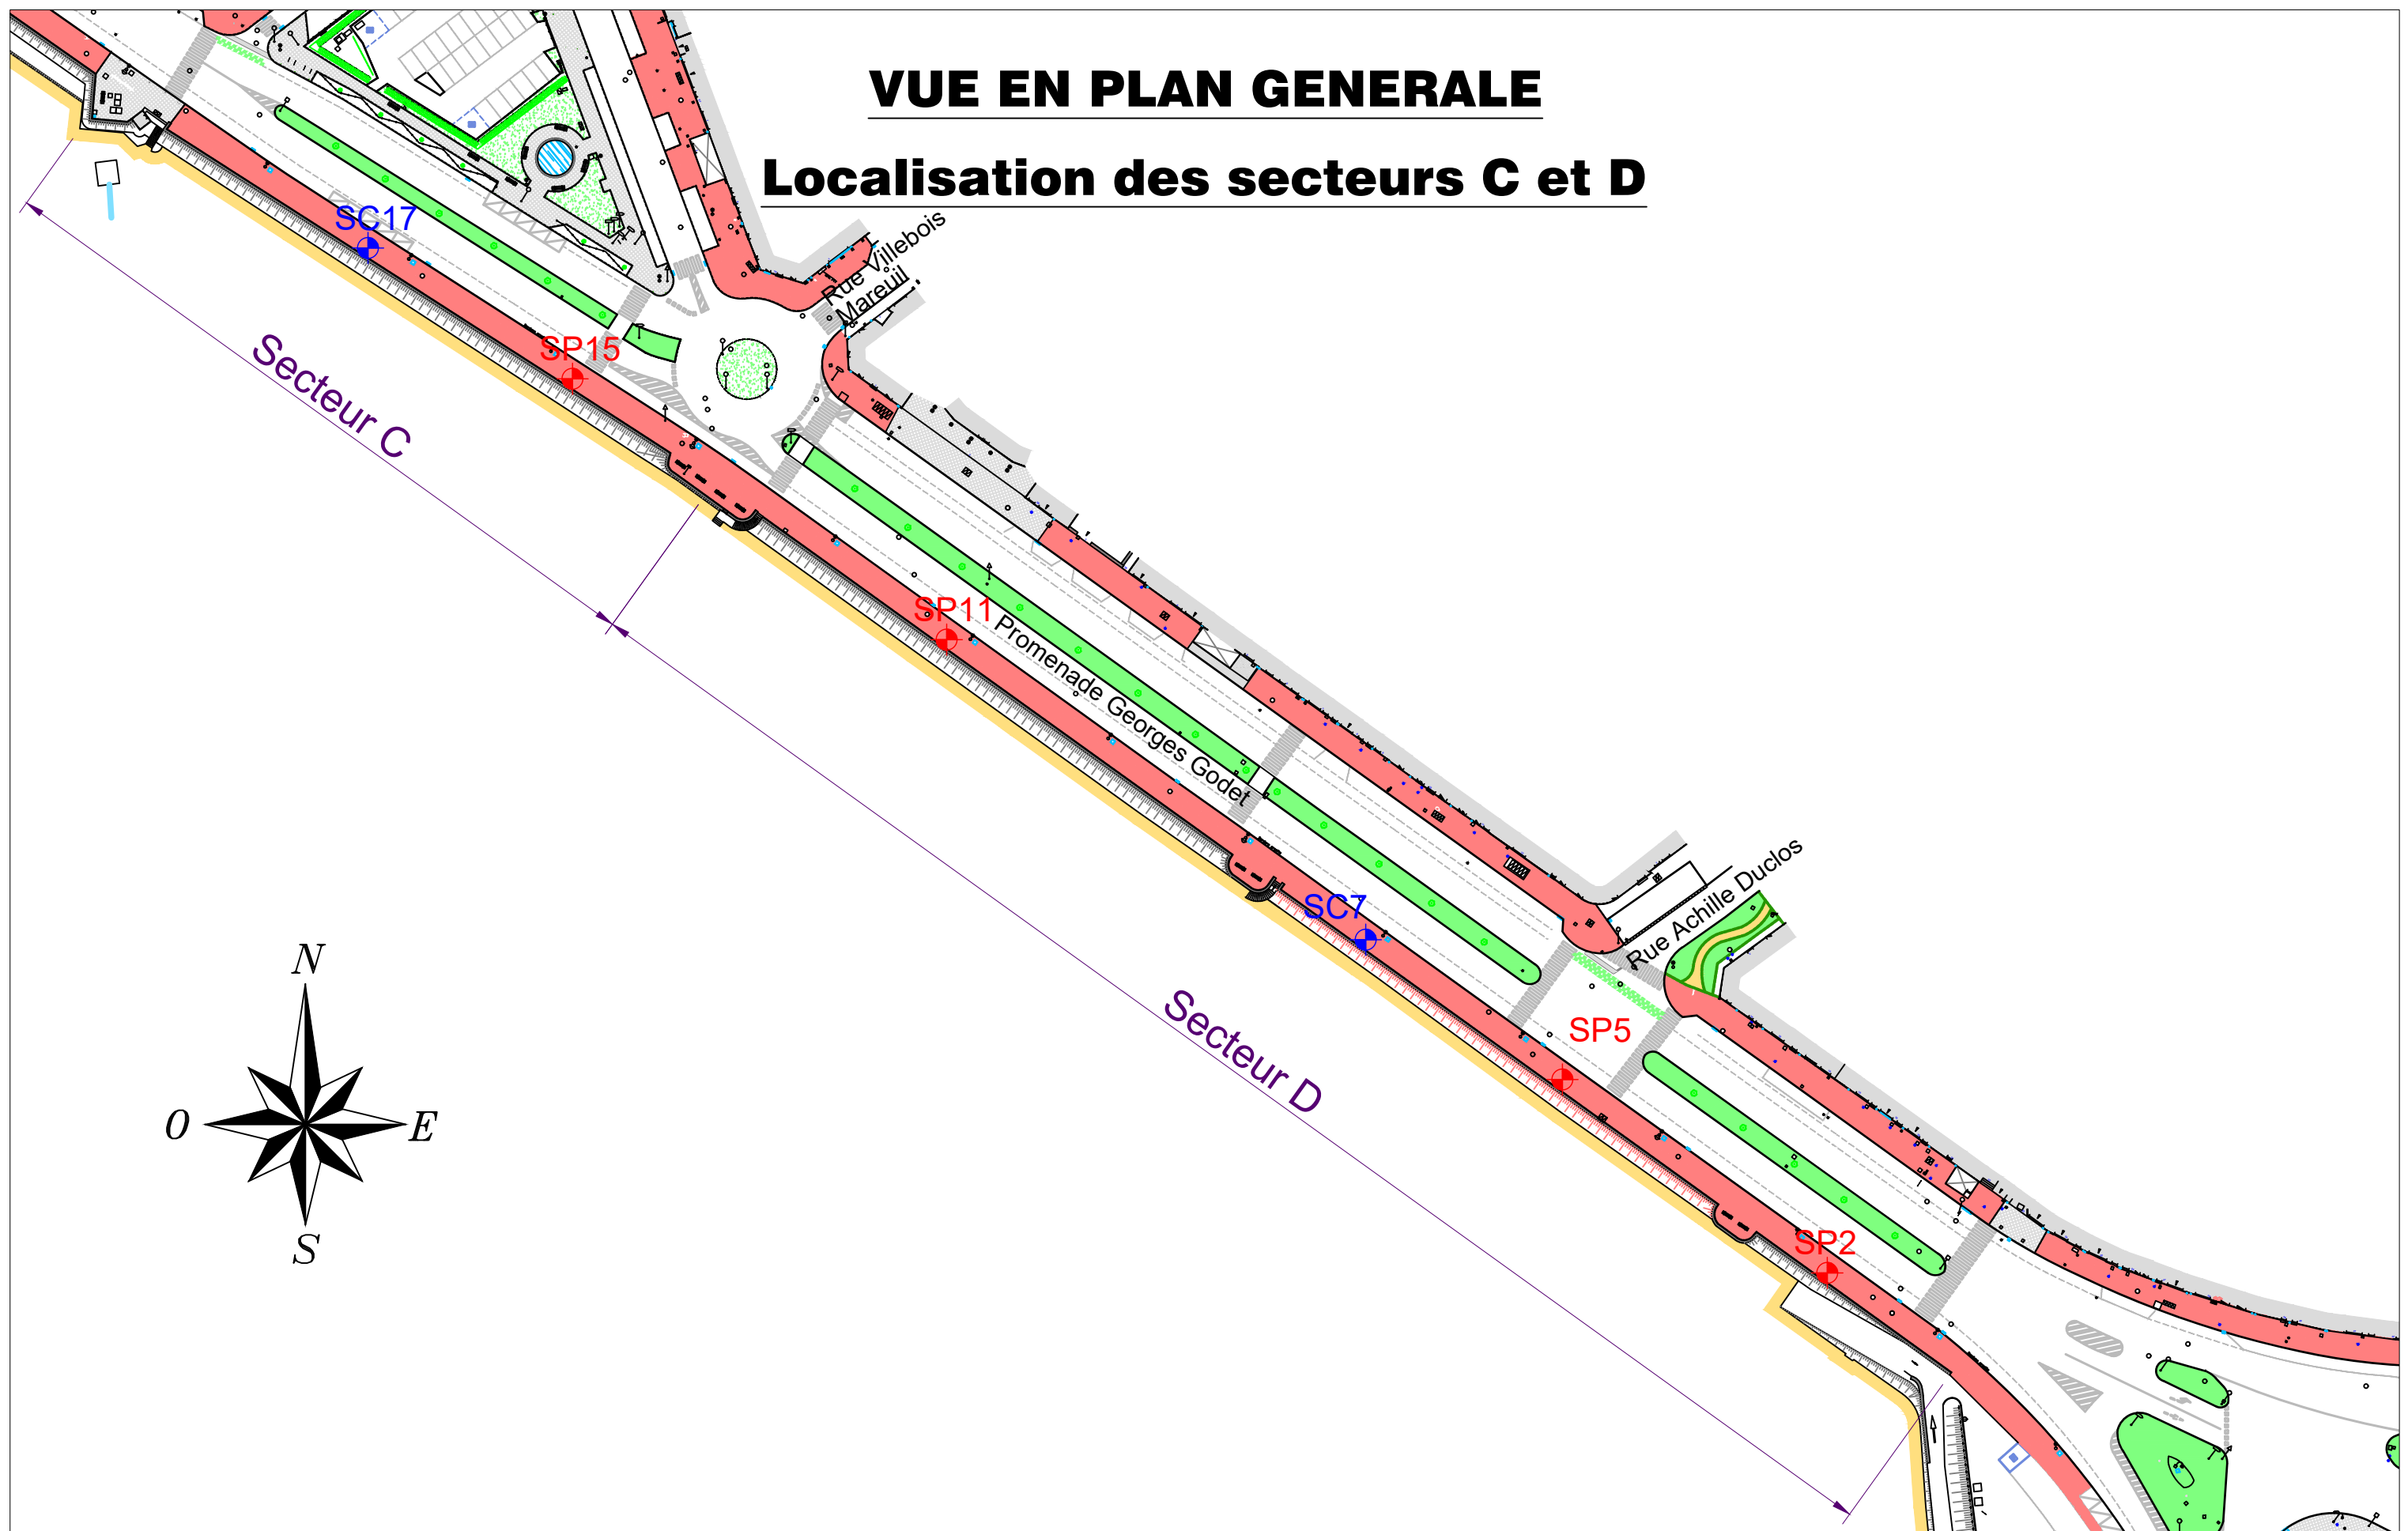 VUE EN PLAN GENERALE
Localisation des secteurs C et D
SC17
Rue Villebois
Mareuil
SP15
Secteur C
SP11
Promenade Georges Godet
SC7
Rue Achille Duclos
SP5
Secteur D
SP2
N
O
E
S